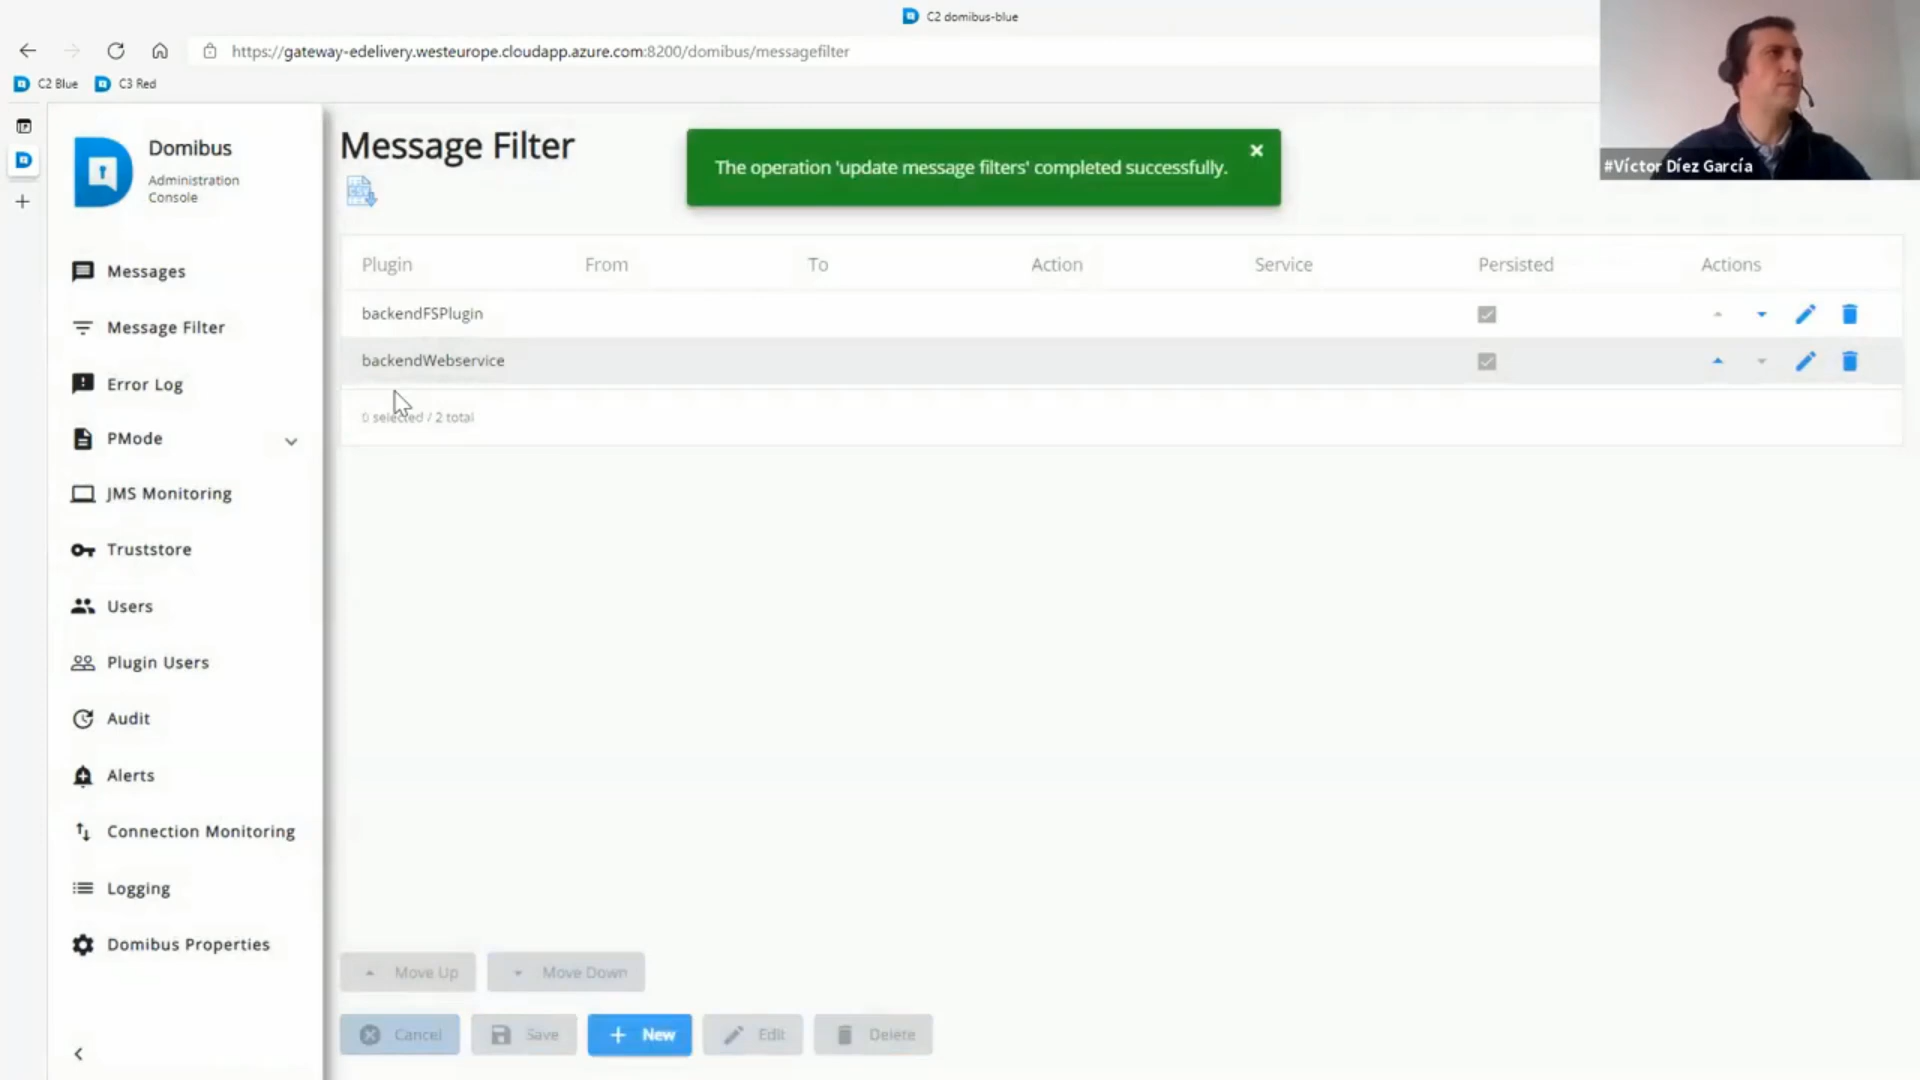 C2 domibus-blue
https://gateway-edelivery.westeurope.cloudapp.azure.com:8200/domibus/messagefilter
C2 Blue
C3 Red
#Víctor Díez García
Domibus
Administration
Console
Messages
Message Filter
Error Log
PMode
JMS Monitoring
Truststore
Users
Plugin Users
Audit
Alerts
Connection Monitoring
Logging
Domibus Properties
Message Filter
CSV
The operation 'update message filters' completed successfully.
Plugin From To Action Service Persisted Actions
backendFSPlugin
backendWebservice
0 selected / 2 total
Move Up Move Down
Cancel Save New Edit Delete